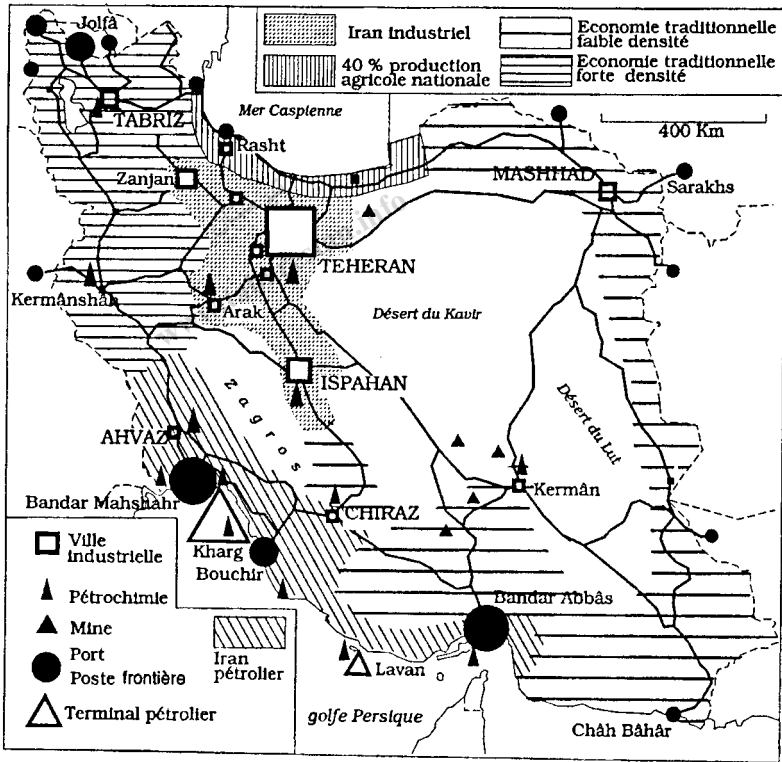 Jolfâ
Iran industriel
40 % production
agricole nationale
Economie traditionnelle
faible densité
Economie traditionnelle
forte densité
Mer Caspienne
400 Km
TABRIZ
Rasht
Zanjan
MASHHAD
Sarakhs
TEHERAN
Kermânshâh
Arak
Désert du Kavir
ISPAHAN
Zagros
Désert du Lut
AHVAZ
Kermân
Bandar Mahshahr
CHIRAZ
Kharg
Bouchir
Bandar Abbâs
Lavan
golfe Persique
Châh Bâhâr
Ville
industrielle
Pétrochimie
Mine
Port
Poste frontière
Terminal pétrolier
Iran
pétrolier